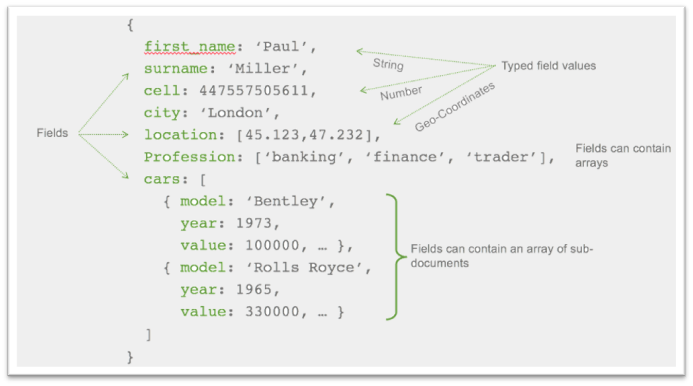 {
first_name: ‘Paul’,
surname: ‘Miller’,
cell: 447557505611,
city: ‘London’,
location: [45.123,47.232],
Profession: [‘banking’, ‘finance’, ‘trader’],
cars: [
{ model: ‘Bentley’,
year: 1973,
value: 100000, … },
{ model: ‘Rolls Royce’,
year: 1965,
value: 330000, … }
]
}
Fields
String
Number
Geo-Coordinates
Typed field values
Fields can contain
arrays
Fields can contain an array of sub-
documents